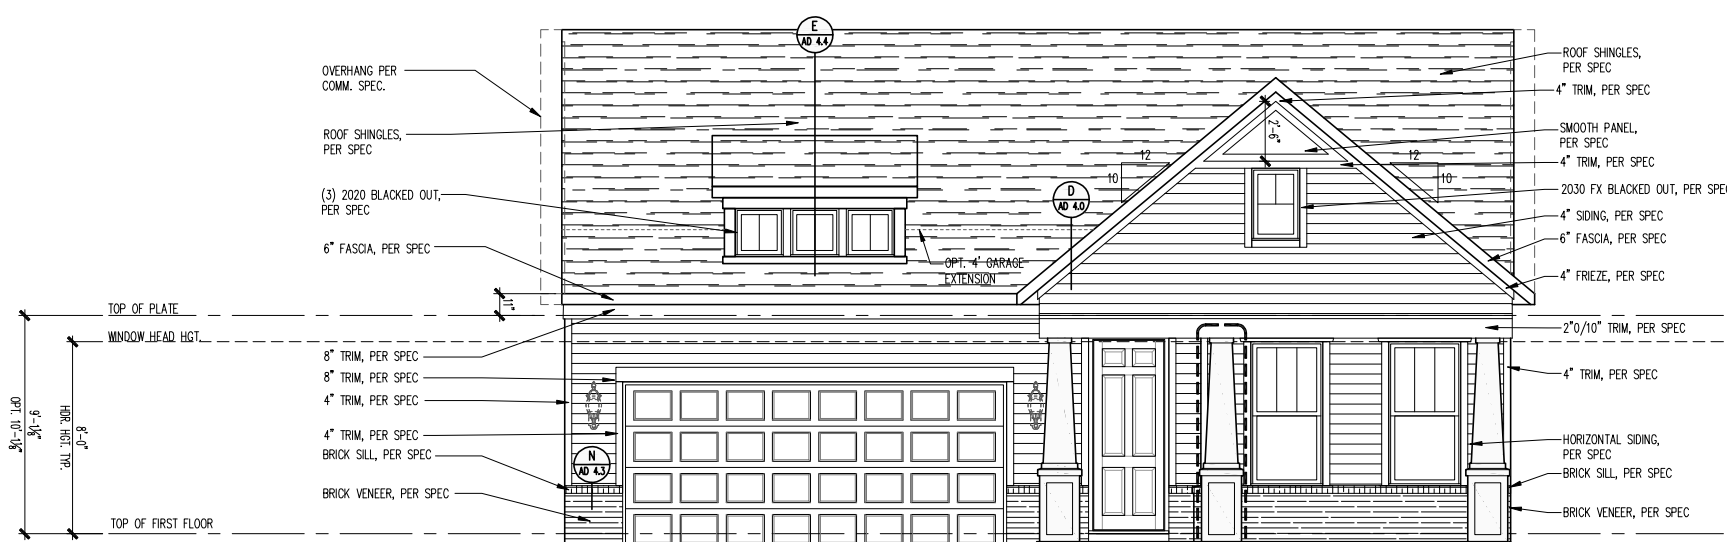 E
AD 4.4
OVERHANG PER
COMM. SPEC.
ROOF SHINGLES,
PER SPEC
(3) 2020 BLACKED OUT,
PER SPEC
6" FASCIA, PER SPEC
11"
TOP OF PLATE
WINDOW HEAD HGT.
8" TRIM, PER SPEC
8" TRIM, PER SPEC
4" TRIM, PER SPEC
4" TRIM, PER SPEC
BRICK SILL, PER SPEC
BRICK VENEER, PER SPEC
TOP OF FIRST FLOOR
OPT. 10'-1⅛"
9'-1⅛"
HDR. HGT. TYP.
8'-0"
N
AD 4.3
OPT. 4' GARAGE
EXTENSION
D
AD 4.0
12
10
2'-6"
12
10
ROOF SHINGLES,
PER SPEC
4" TRIM, PER SPEC
SMOOTH PANEL,
PER SPEC
4" TRIM, PER SPEC
2030 FX BLACKED OUT, PER SPEC
4" SIDING, PER SPEC
6" FASCIA, PER SPEC
4" FRIEZE, PER SPEC
2"0/10" TRIM, PER SPEC
4" TRIM, PER SPEC
HORIZONTAL SIDING,
PER SPEC
BRICK SILL, PER SPEC
BRICK VENEER, PER SPEC